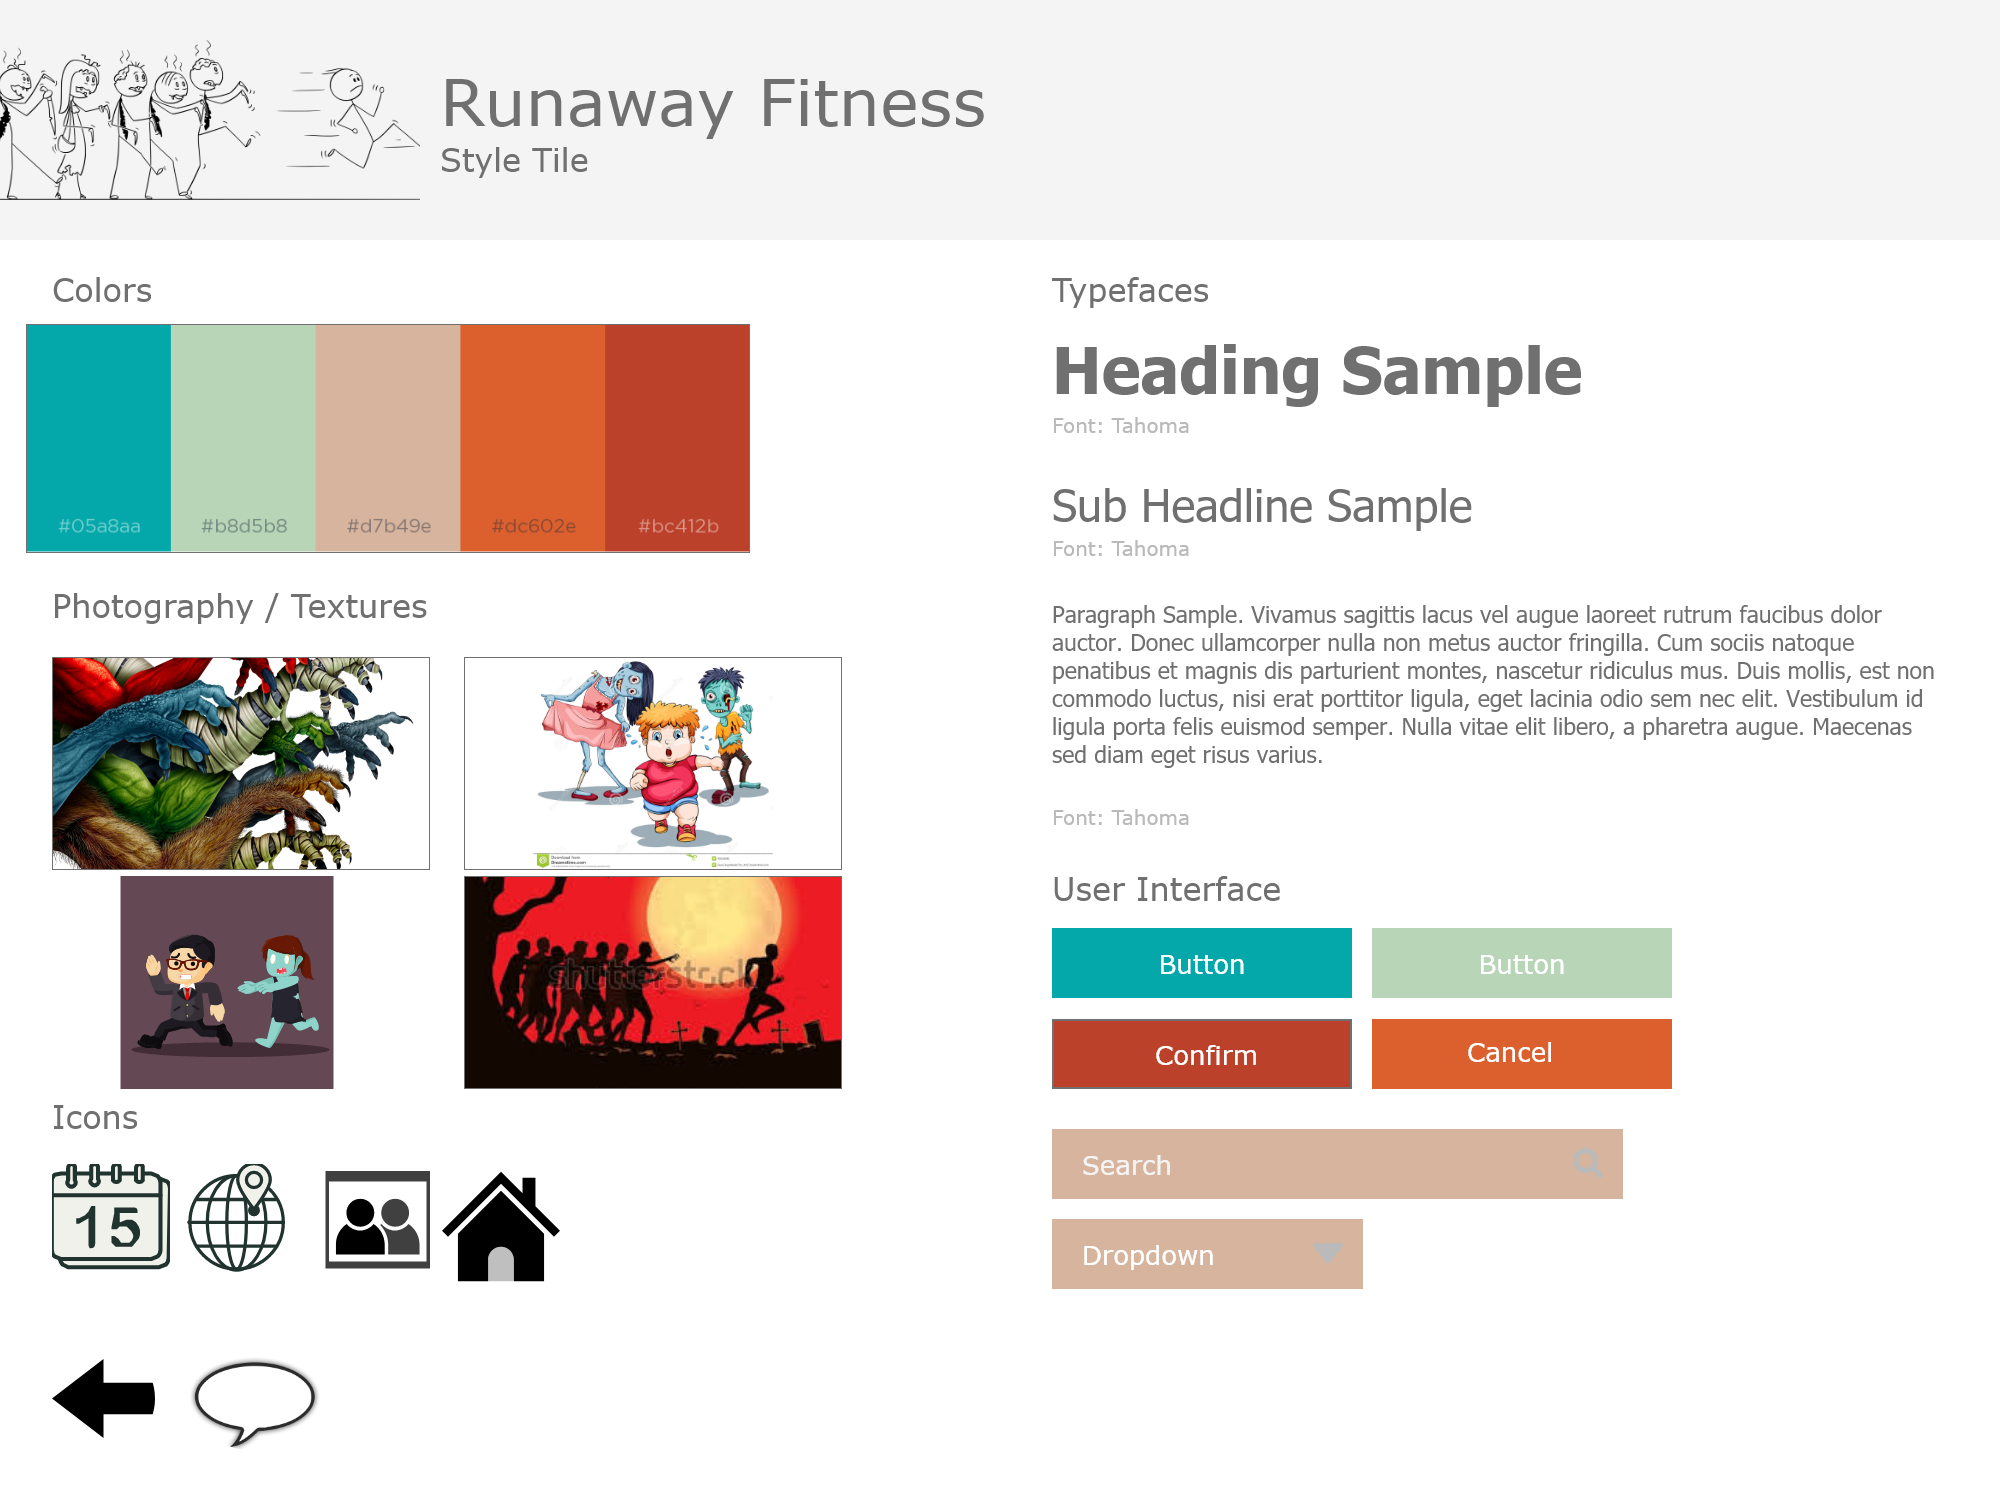 Runaway Fitness
Style Tile
Colors
#05a8aa
#b8d5b8
#d7b49e
#dc602e
#bc412b
Photography / Textures
Download from
Dreamstime.com
shutterstock
Icons
15
Typefaces
Heading Sample
Font: Tahoma
Sub Headline Sample
Font: Tahoma
Paragraph Sample. Vivamus sagittis lacus vel augue laoreet rutrum faucibus dolor
auctor. Donec ullamcorper nulla non metus auctor fringilla. Cum sociis natoque
penatibus et magnis dis parturient montes, nascetur ridiculus mus. Duis mollis, est non
commodo luctus, nisi erat porttitor ligula, eget lacinia odio sem nec elit. Vestibulum id
ligula porta felis euismod semper. Nulla vitae elit libero, a pharetra augue. Maecenas
sed diam eget risus varius.
Font: Tahoma
User Interface
Button
Button
Confirm
Cancel
Search
Dropdown